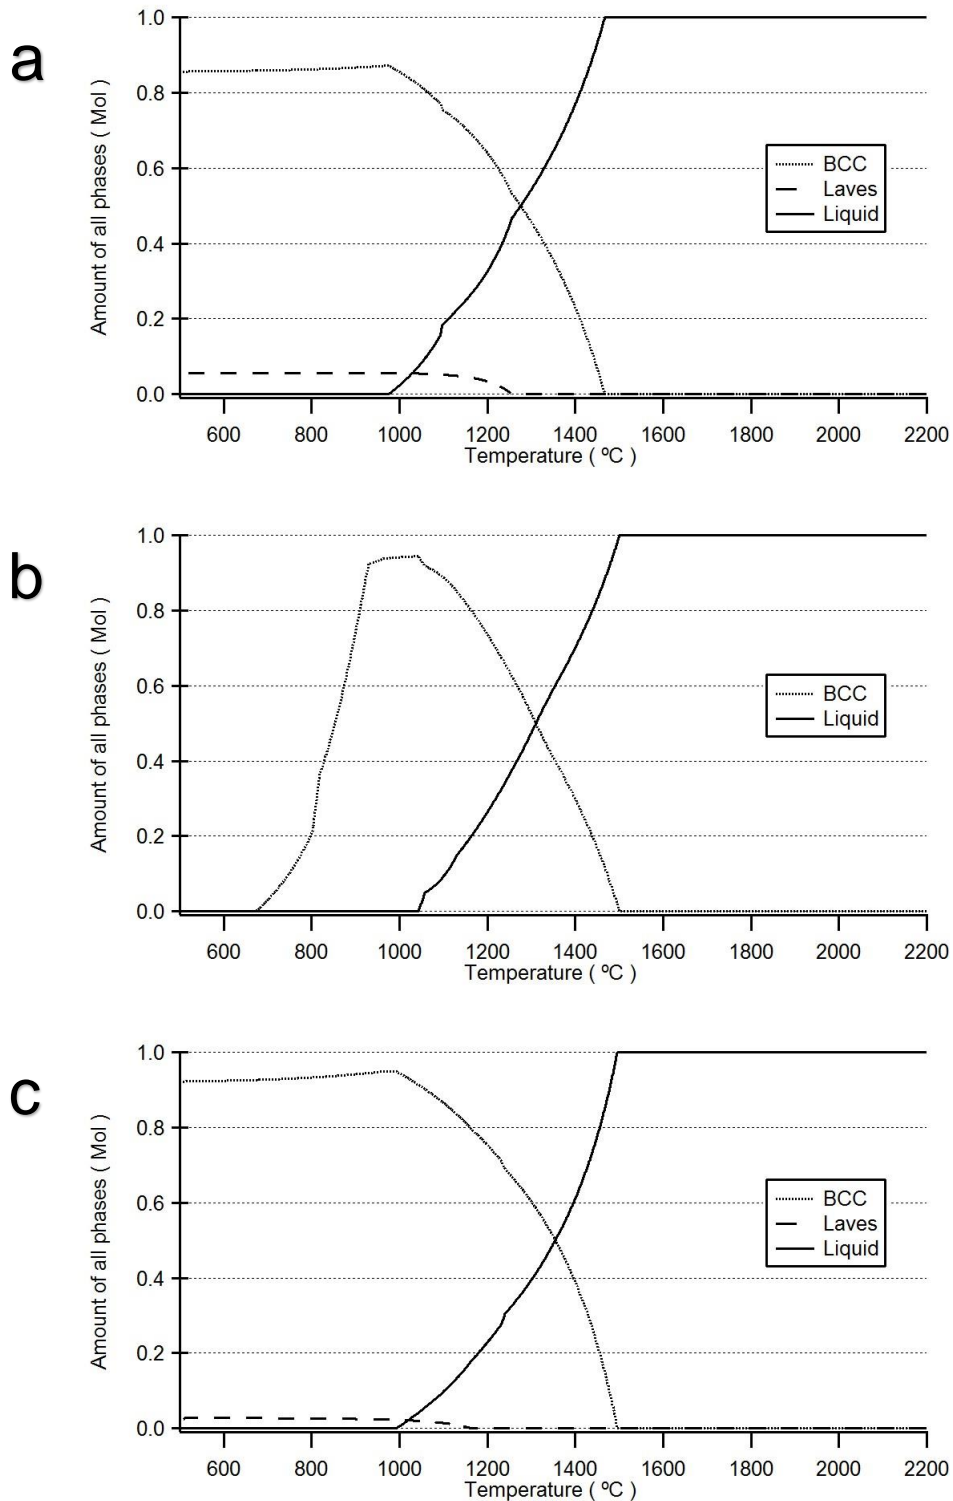 a
Amount of all phases ( Mol )
1.0
0.8
0.6
0.4
0.2
0.0
BCC
Laves
Liquid
600 800 1000 1200 1400 1600 1800 2000 2200
Temperature ( ºC )
b
Amount of all phases ( Mol )
1.0
0.8
0.6
0.4
0.2
0.0
BCC
Liquid
600 800 1000 1200 1400 1600 1800 2000 2200
Temperature ( ºC )
c
Amount of all phases ( Mol )
1.0
0.8
0.6
0.4
0.2
0.0
BCC
Laves
Liquid
600 800 1000 1200 1400 1600 1800 2000 2200
Temperature ( ºC )